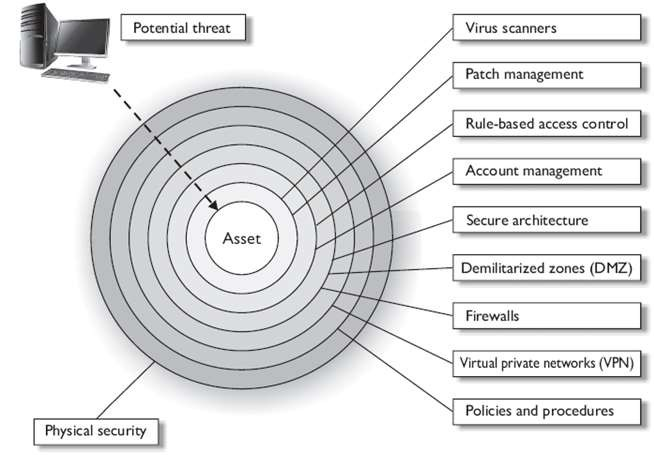 Potential threat
Virus scanners
Patch management
Rule-based access control
Account management
Asset
Secure architecture
Demilitarized zones (DMZ)
Firewalls
Virtual private networks (VPN)
Policies and procedures
Physical security